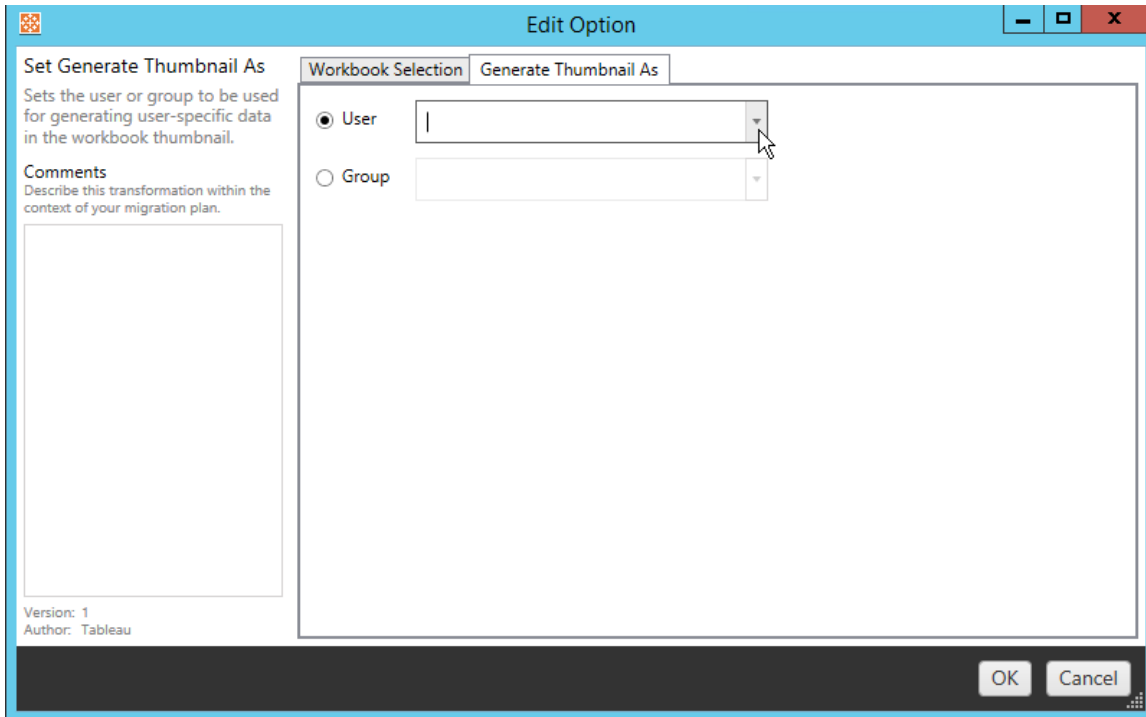 Edit Option
Set Generate Thumbnail As
Sets the user or group to be used
for generating user-specific data
in the workbook thumbnail.
Comments
Describe this transformation within the
context of your migration plan.
Version: 1
Author: Tableau
Workbook Selection
Generate Thumbnail As
User
Group
OK
Cancel